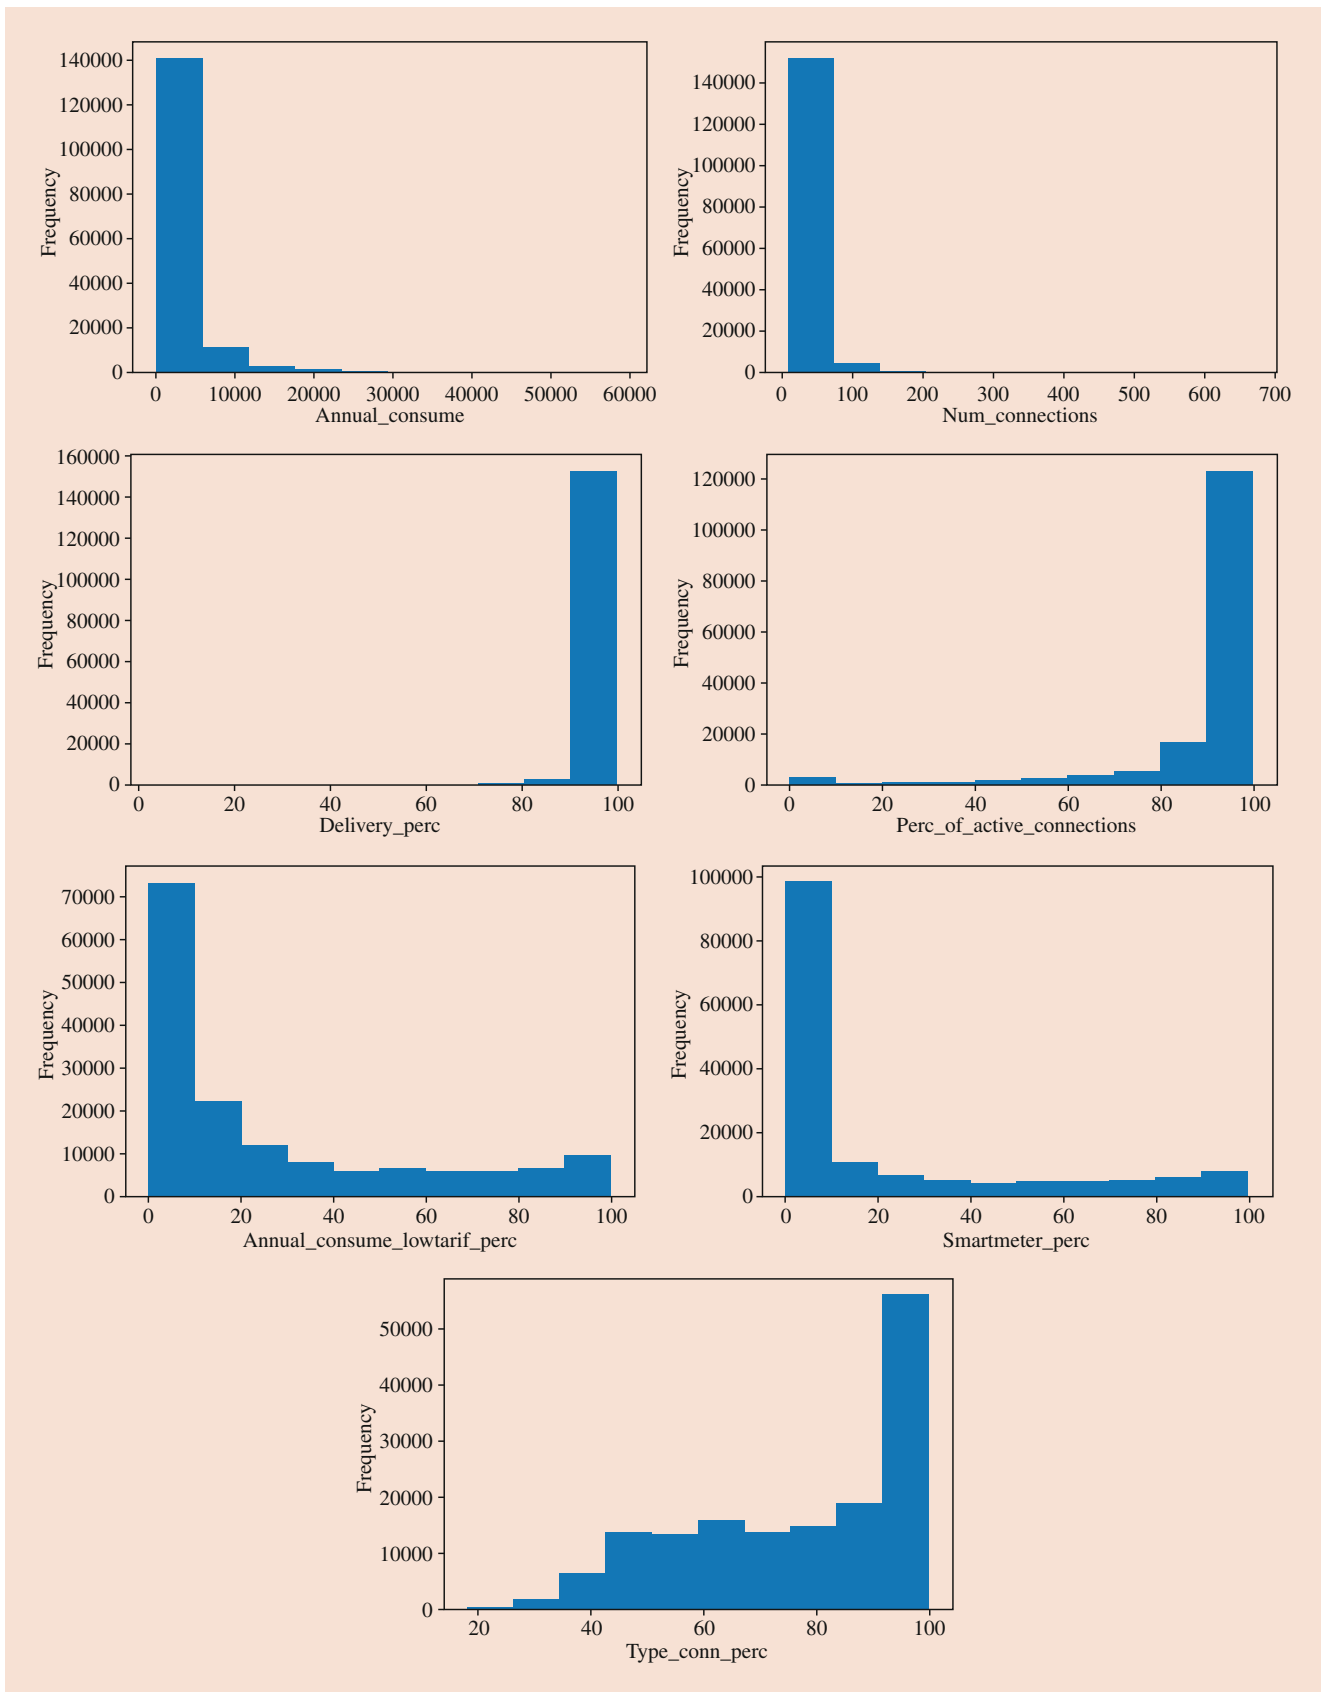 140000
120000
100000
80000
60000
40000
20000
0
Frequency
0 10000 20000 30000 40000 50000 60000
Annual_consume
140000
120000
100000
80000
60000
40000
20000
0
Frequency
0 100 200 300 400 500 600 700
Num_connections
160000
140000
120000
100000
80000
60000
40000
20000
0
Frequency
0 20 40 60 80 100
Delivery_perc
120000
100000
80000
60000
40000
20000
0
Frequency
0 20 40 60 80 100
Perc_of_active_connections
70000
60000
50000
40000
30000
20000
10000
0
Frequency
0 20 40 60 80 100
Annual_consume_lowtarif_perc
100000
80000
60000
40000
20000
0
Frequency
0 20 40 60 80 100
Smartmeter_perc
50000
40000
30000
20000
10000
0
Frequency
20 40 60 80 100
Type_conn_perc